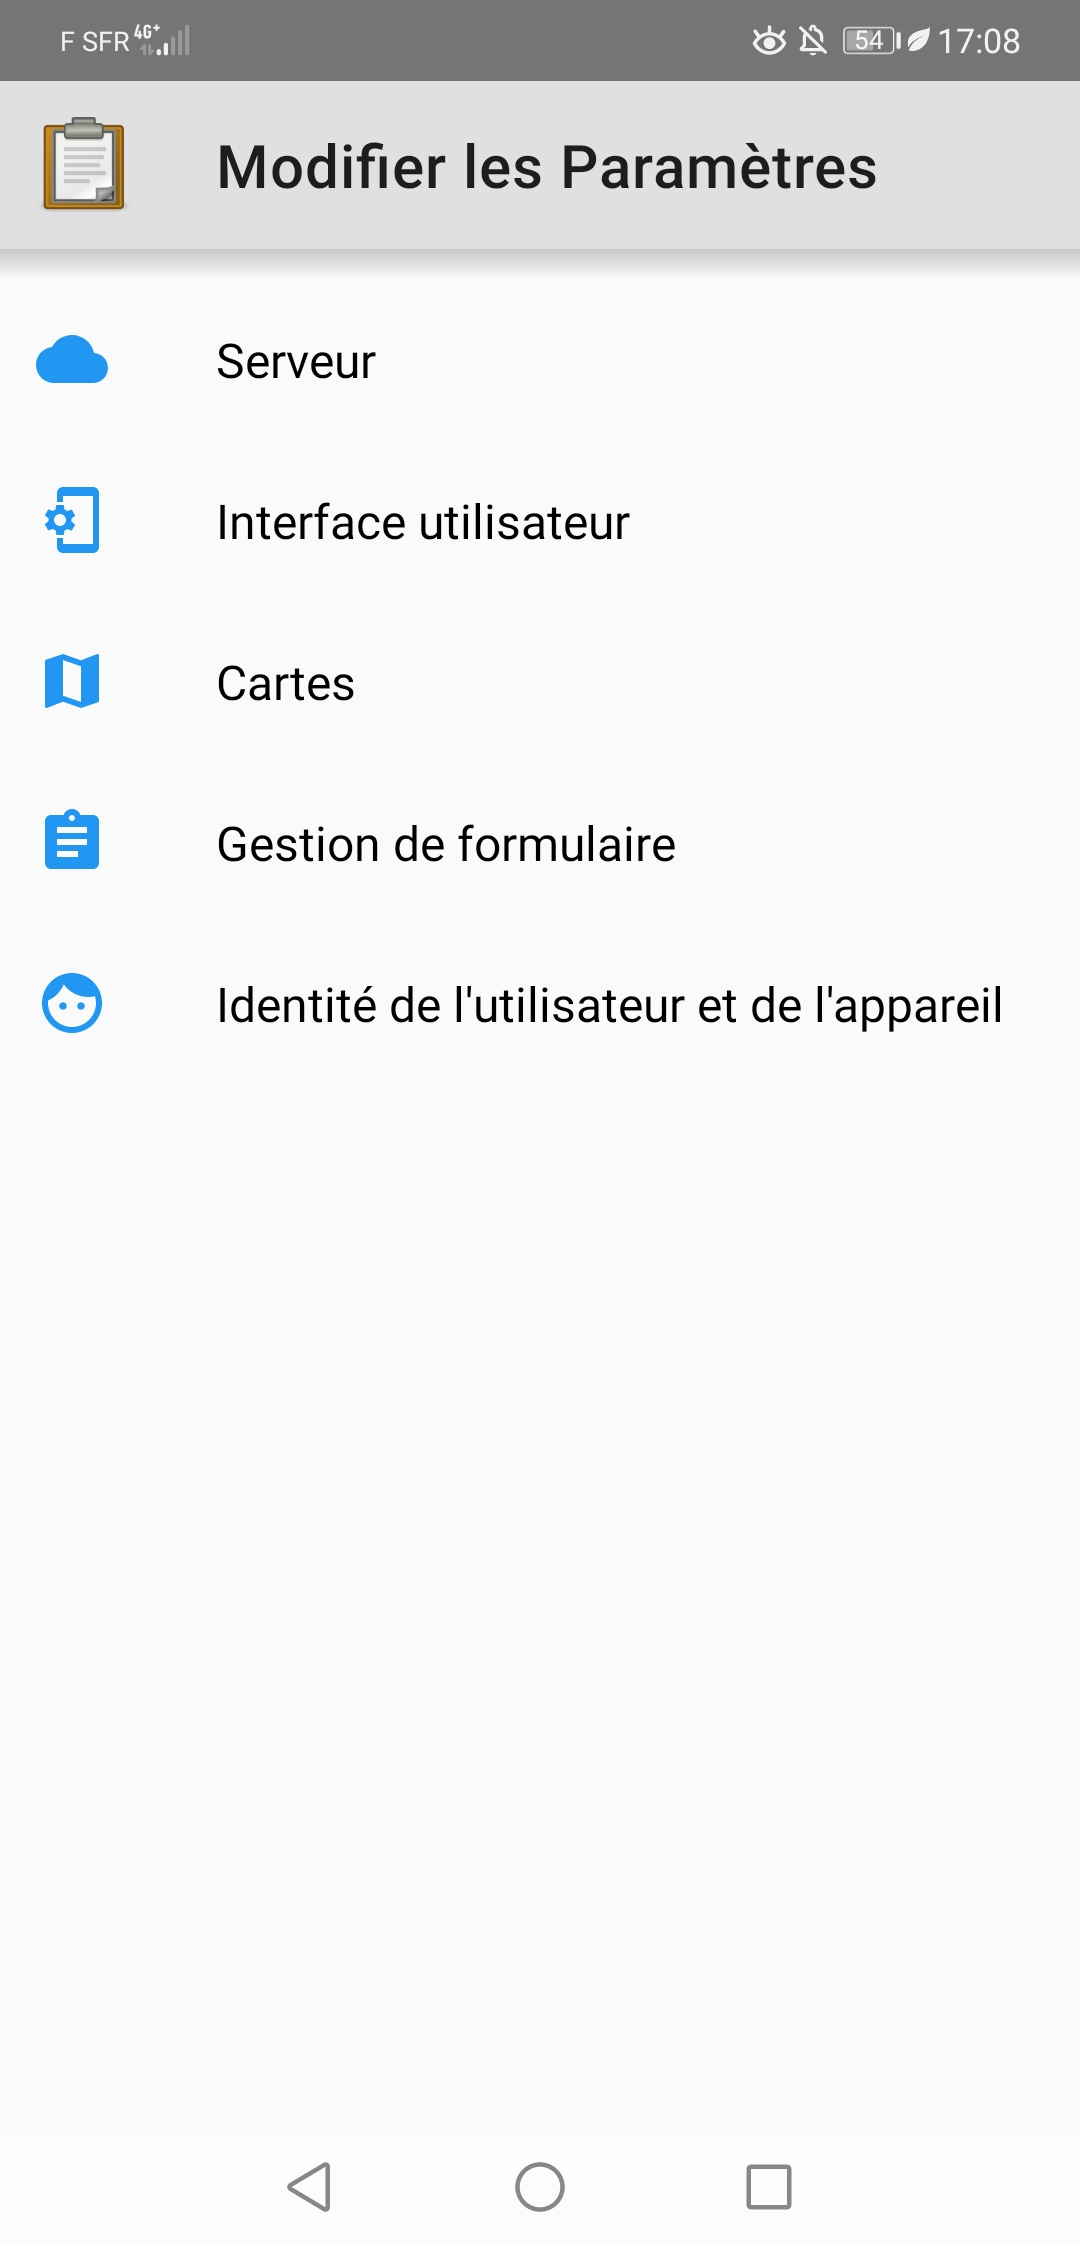 F SFR 4G+ 54 17:08
Modifier les Paramètres
Serveur
Interface utilisateur
Cartes
Gestion de formulaire
Identité de l'utilisateur et de l'appareil